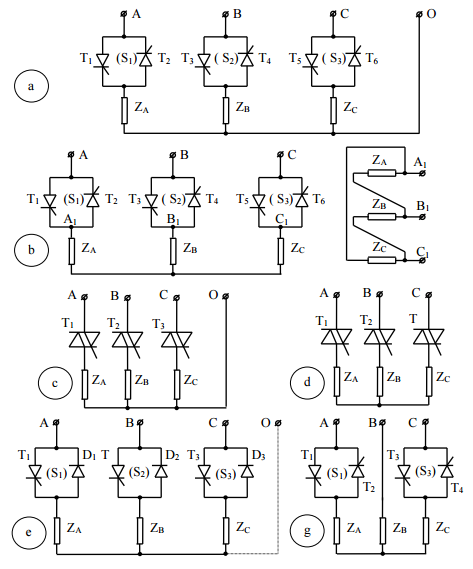 A B C O
T1 (S1) T2 T3 ( S2) T4 T5 ( S3) T6
a
ZA ZB ZC
A B C
ZA A1
T1 (S1) T2 T3 ( S2) T4 T5 ( S3) T6
A1 B1 C1
ZB B1
b
ZA ZB ZC
ZC C1
A B C O
T1 T2 T3
c
ZA ZB ZC
A B C
T1 T2 T
d
ZA ZB ZC
A B C O
T1 D1 T D2 T3 D3
(S1) (S2) (S3)
e
ZA ZB ZC
A B C
T1 T3
(S1) T2 (S3) T4
g
ZA ZB ZC